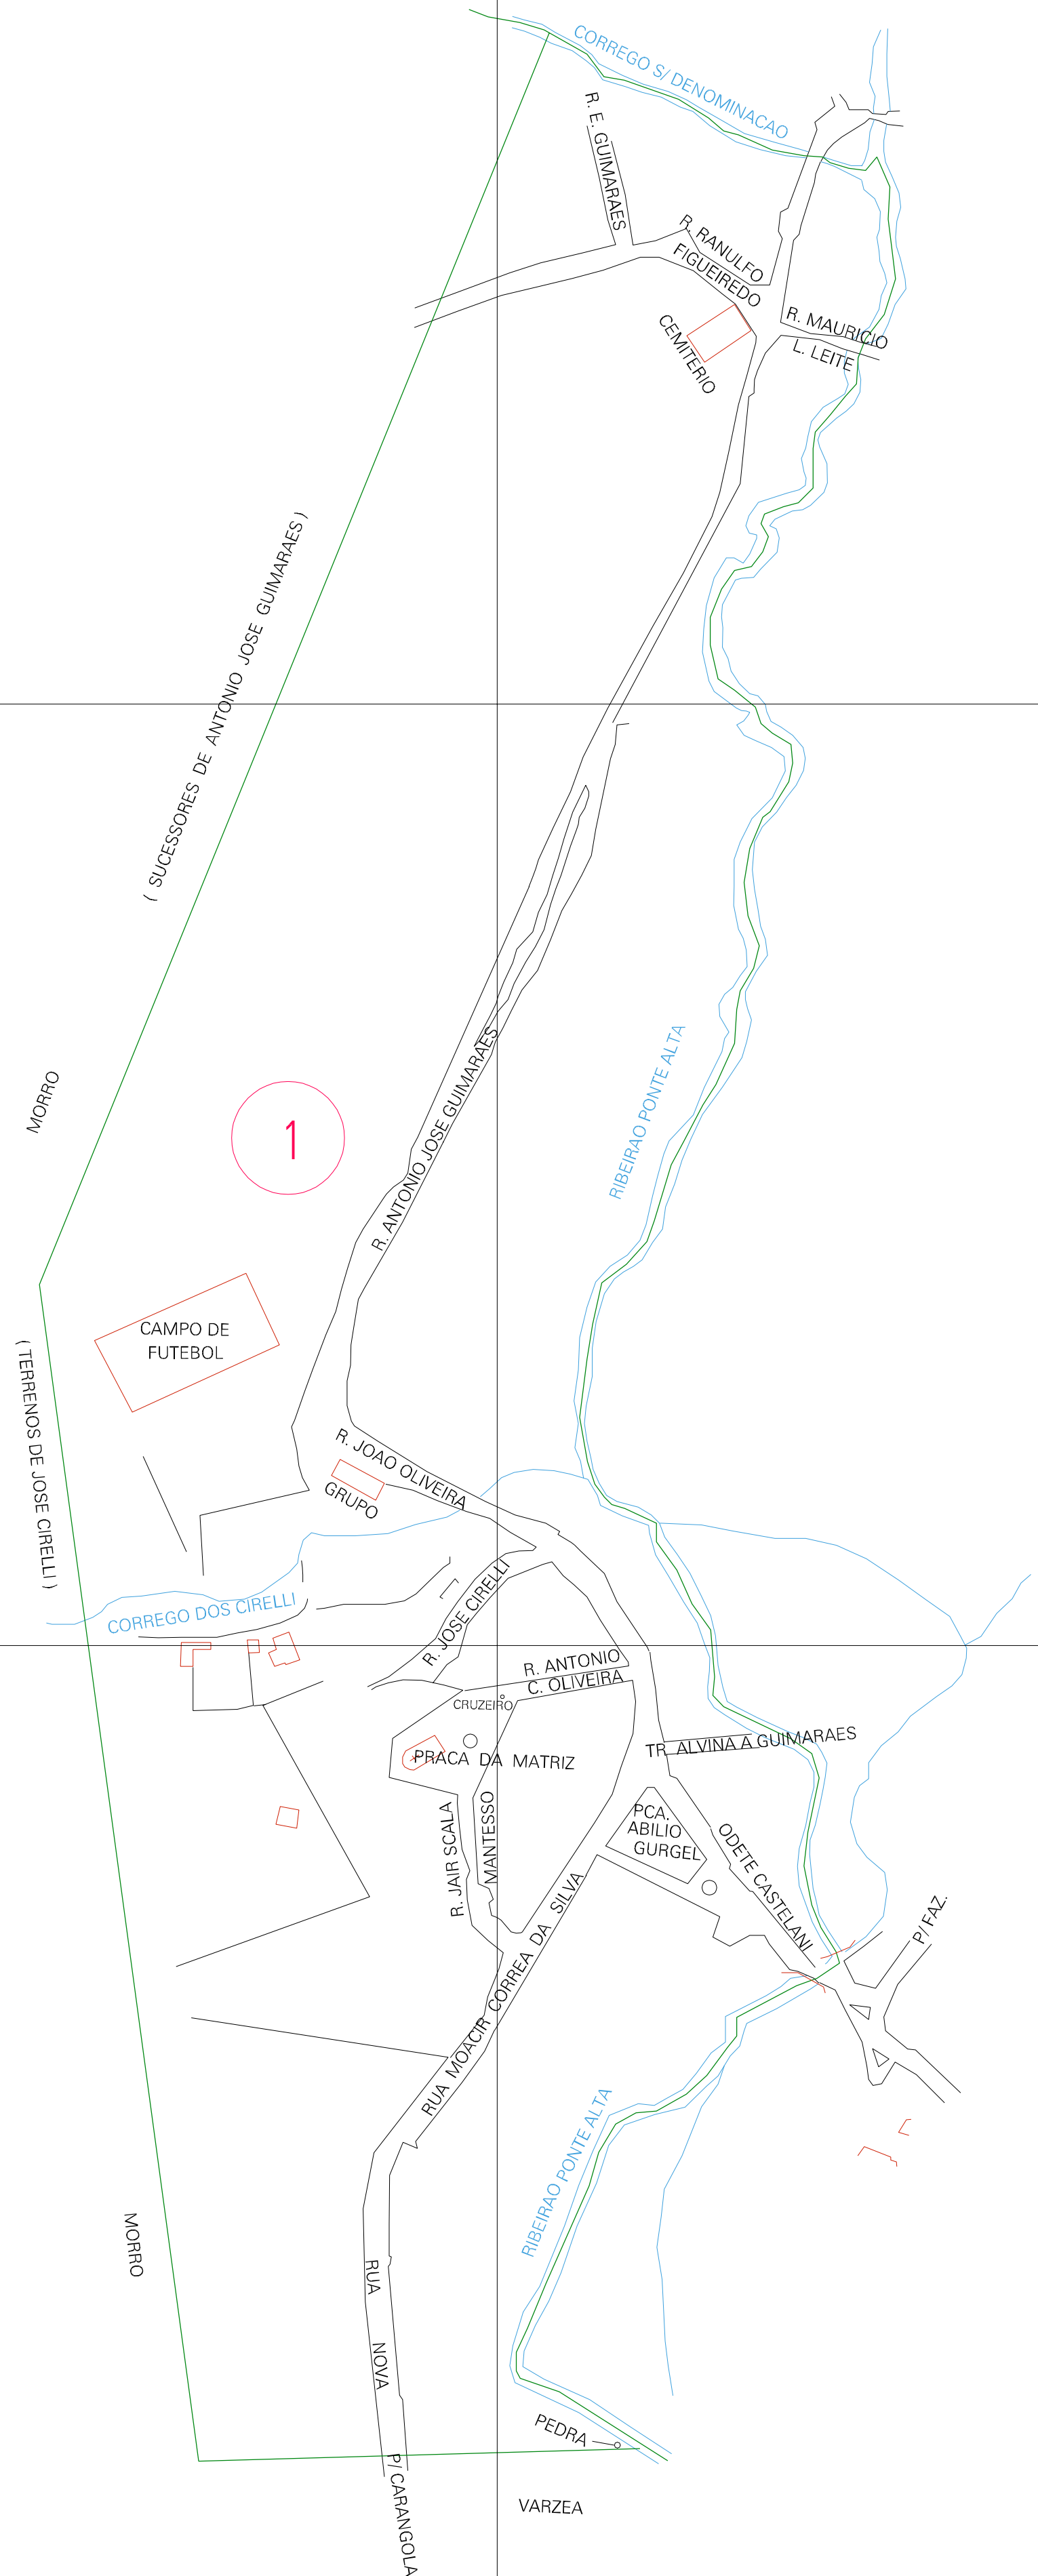 CORREGO S/ DENOMINACAO
R. E. GUIMARAES
R. RANULFO
FIGUEIREDO
CEMITERIO
R. MAURICIO
L. LEITE
( SUCESSORES DE ANTONIO JOSE GUIMARAES )
MORRO
1
R. ANTONIO JOSE GUIMARAES
RIBEIRAO PONTE ALTA
CAMPO DE
FUTEBOL
( TERRENOS DE JOSE CIRELLI )
R. JOAO OLIVEIRA
GRUPO
CORREGO DOS CIRELLI
R. JOSE CIRELLI
R. ANTONIO
C. OLIVEIRA
CRUZEIRO
PRACA DA MATRIZ
TR. ALVINA A GUIMARAES
R. JAIR SCALA
MANTESSO
PCA.
ABILIO
GURGEL
ODETE CASTELANI
P/ FAZ.
RUA MOACIR CORREA DA SILVA
RIBEIRAO PONTE ALTA
MORRO
RUA NOVA
PEDRA
P/ CARANGOLA
VARZEA